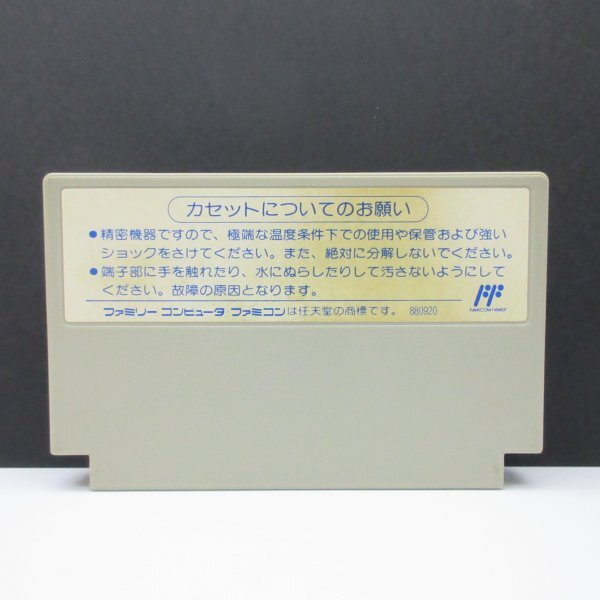 カセットについてのお願い
●精密機器ですので、極端な温度条件下での使用や保管および強い
ショックをさけてください。また、絶対に分解しないでください。
●端子部に手を触れたり、水にぬらしたりして汚さないようにして
ください。故障の原因となります。
ファミリーコンピュータ・ファミコンは任天堂の商標です。 880920
FF
FAMICOM FAMILY